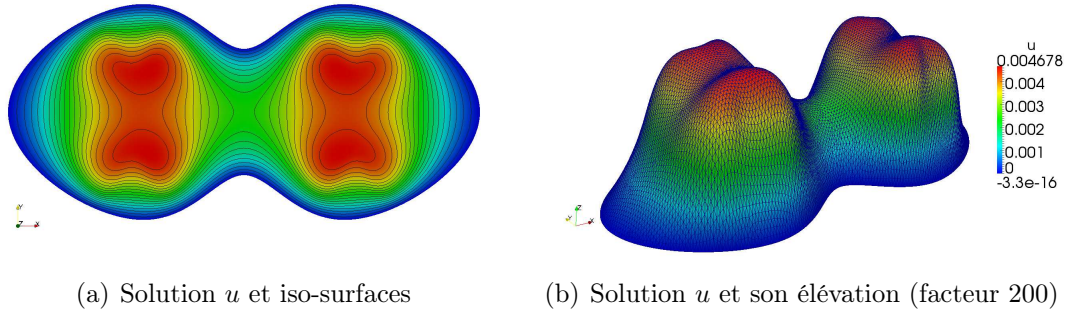 u
0.004678
0.004
0.003
0.002
0.001
0
-3.3e-16
Y
Z
X
Z
Y
X
(a) Solution u et iso-surfaces
(b) Solution u et son élévation (facteur 200)